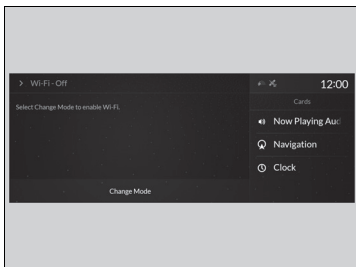 Wi-Fi - Off
12:00
Select Change Mode to enable Wi-Fi.
Cards
Now Playing Aud
Navigation
Clock
Change Mode